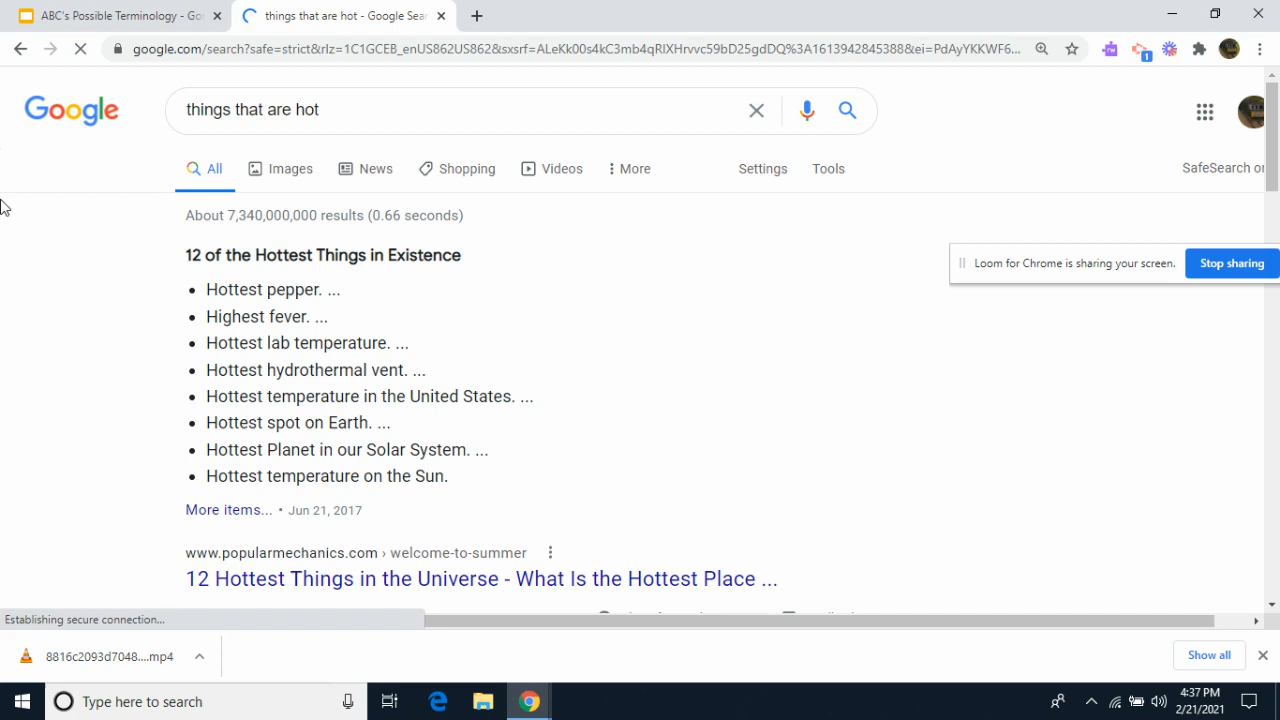 ABC's Possible Terminology - Go
things that are hot - Google Sear
google.com/search?safe=strict&rlz=1C1GCEB_enUS862US862&sxsrf=ALeKk00s4kC3mb4qRlXHrvvc59bD25gdDQ%3A1613942845388&ei=PdAyYKKWF6...
1
Google
things that are hot
All
Images
News
Shopping
Videos
More
Settings
Tools
SafeSearch on
About 7,340,000,000 results (0.66 seconds)
12 of the Hottest Things in Existence
Loom for Chrome is sharing your screen.
Stop sharing
• Hottest pepper. ...
• Highest fever. ...
• Hottest lab temperature. ...
• Hottest hydrothermal vent. ...
• Hottest temperature in the United States. ...
• Hottest spot on Earth. ...
• Hottest Planet in our Solar System. ...
• Hottest temperature on the Sun.
More items... • Jun 21, 2017
www.popularmechanics.com › welcome-to-summer
12 Hottest Things in the Universe - What Is the Hottest Place ...
Establishing secure connection...
8816c2093d7048....mp4
Show all
Type here to search
4:37 PM
2/21/2021